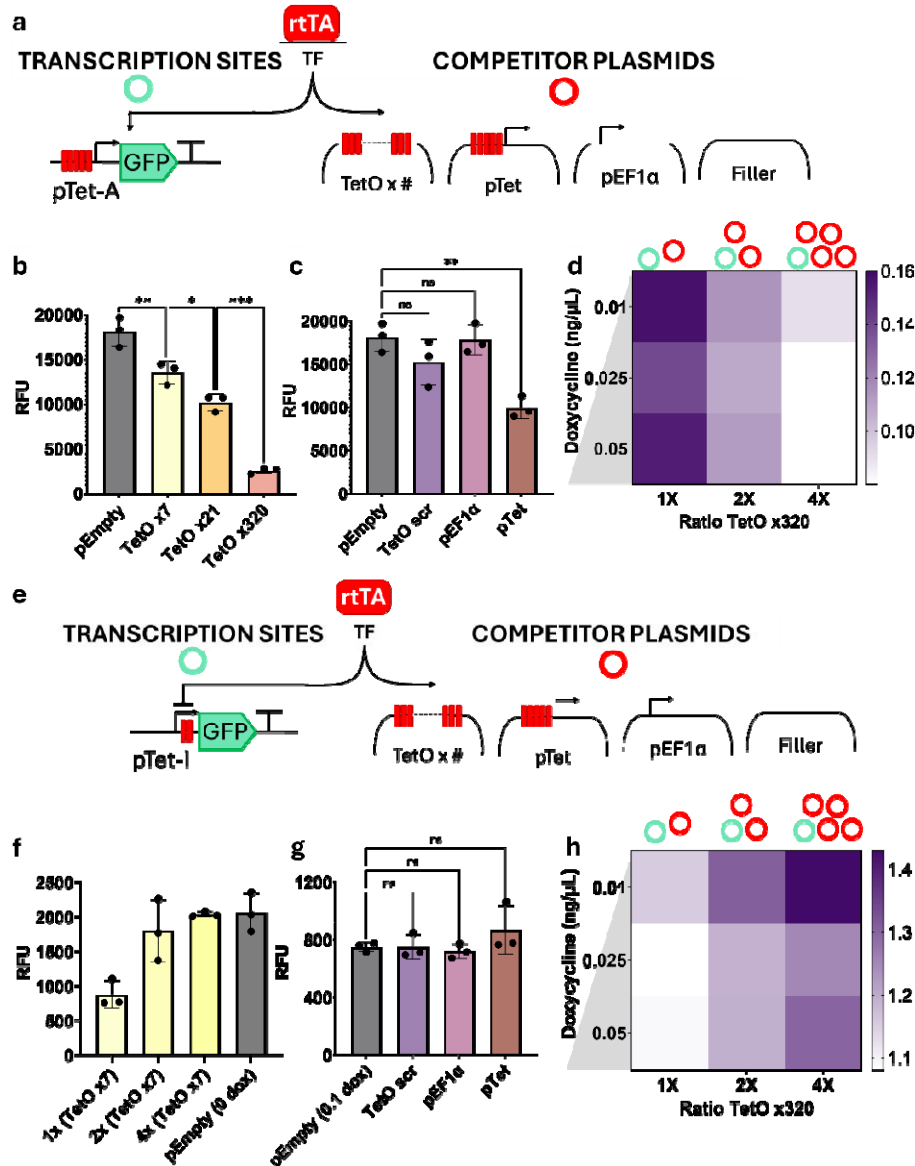 a
rtTA
TF
TRANSCRIPTION SITES
COMPETITOR PLASMIDS
GFP
pTet-A
TetO x #
pTet
pEF1α
Filler
b
RFU
20000
15000
10000
5000
0
**
*
***
pEmpty
TetO x7
TetO x21
TetO x320
c
RFU
20000
15000
10000
5000
0
**
ns
ns
pEmpty
TetO scr
pEF1α
pTet
d
Doxycycline (ng/µL)
0.01
0.025
0.05
1X
2X
4X
Ratio TetO x320
0.16
0.14
0.12
0.10
e
rtTA
TF
TRANSCRIPTION SITES
COMPETITOR PLASMIDS
GFP
pTet-I
TetO x #
pTet
pEF1α
Filler
f
RFU
2500
2000
1500
1000
500
0
1x (TetO x7)
2x (TetO x7)
4x (TetO x7)
pEmpty (0 dox)
g
RFU
1200
900
600
300
0
ns
ns
ns
pEmpty (0.1 dox)
TetO scr
pEF1α
pTet
h
Doxycycline (ng/µL)
0.01
0.025
0.05
1X
2X
4X
Ratio TetO x320
1.4
1.3
1.2
1.1